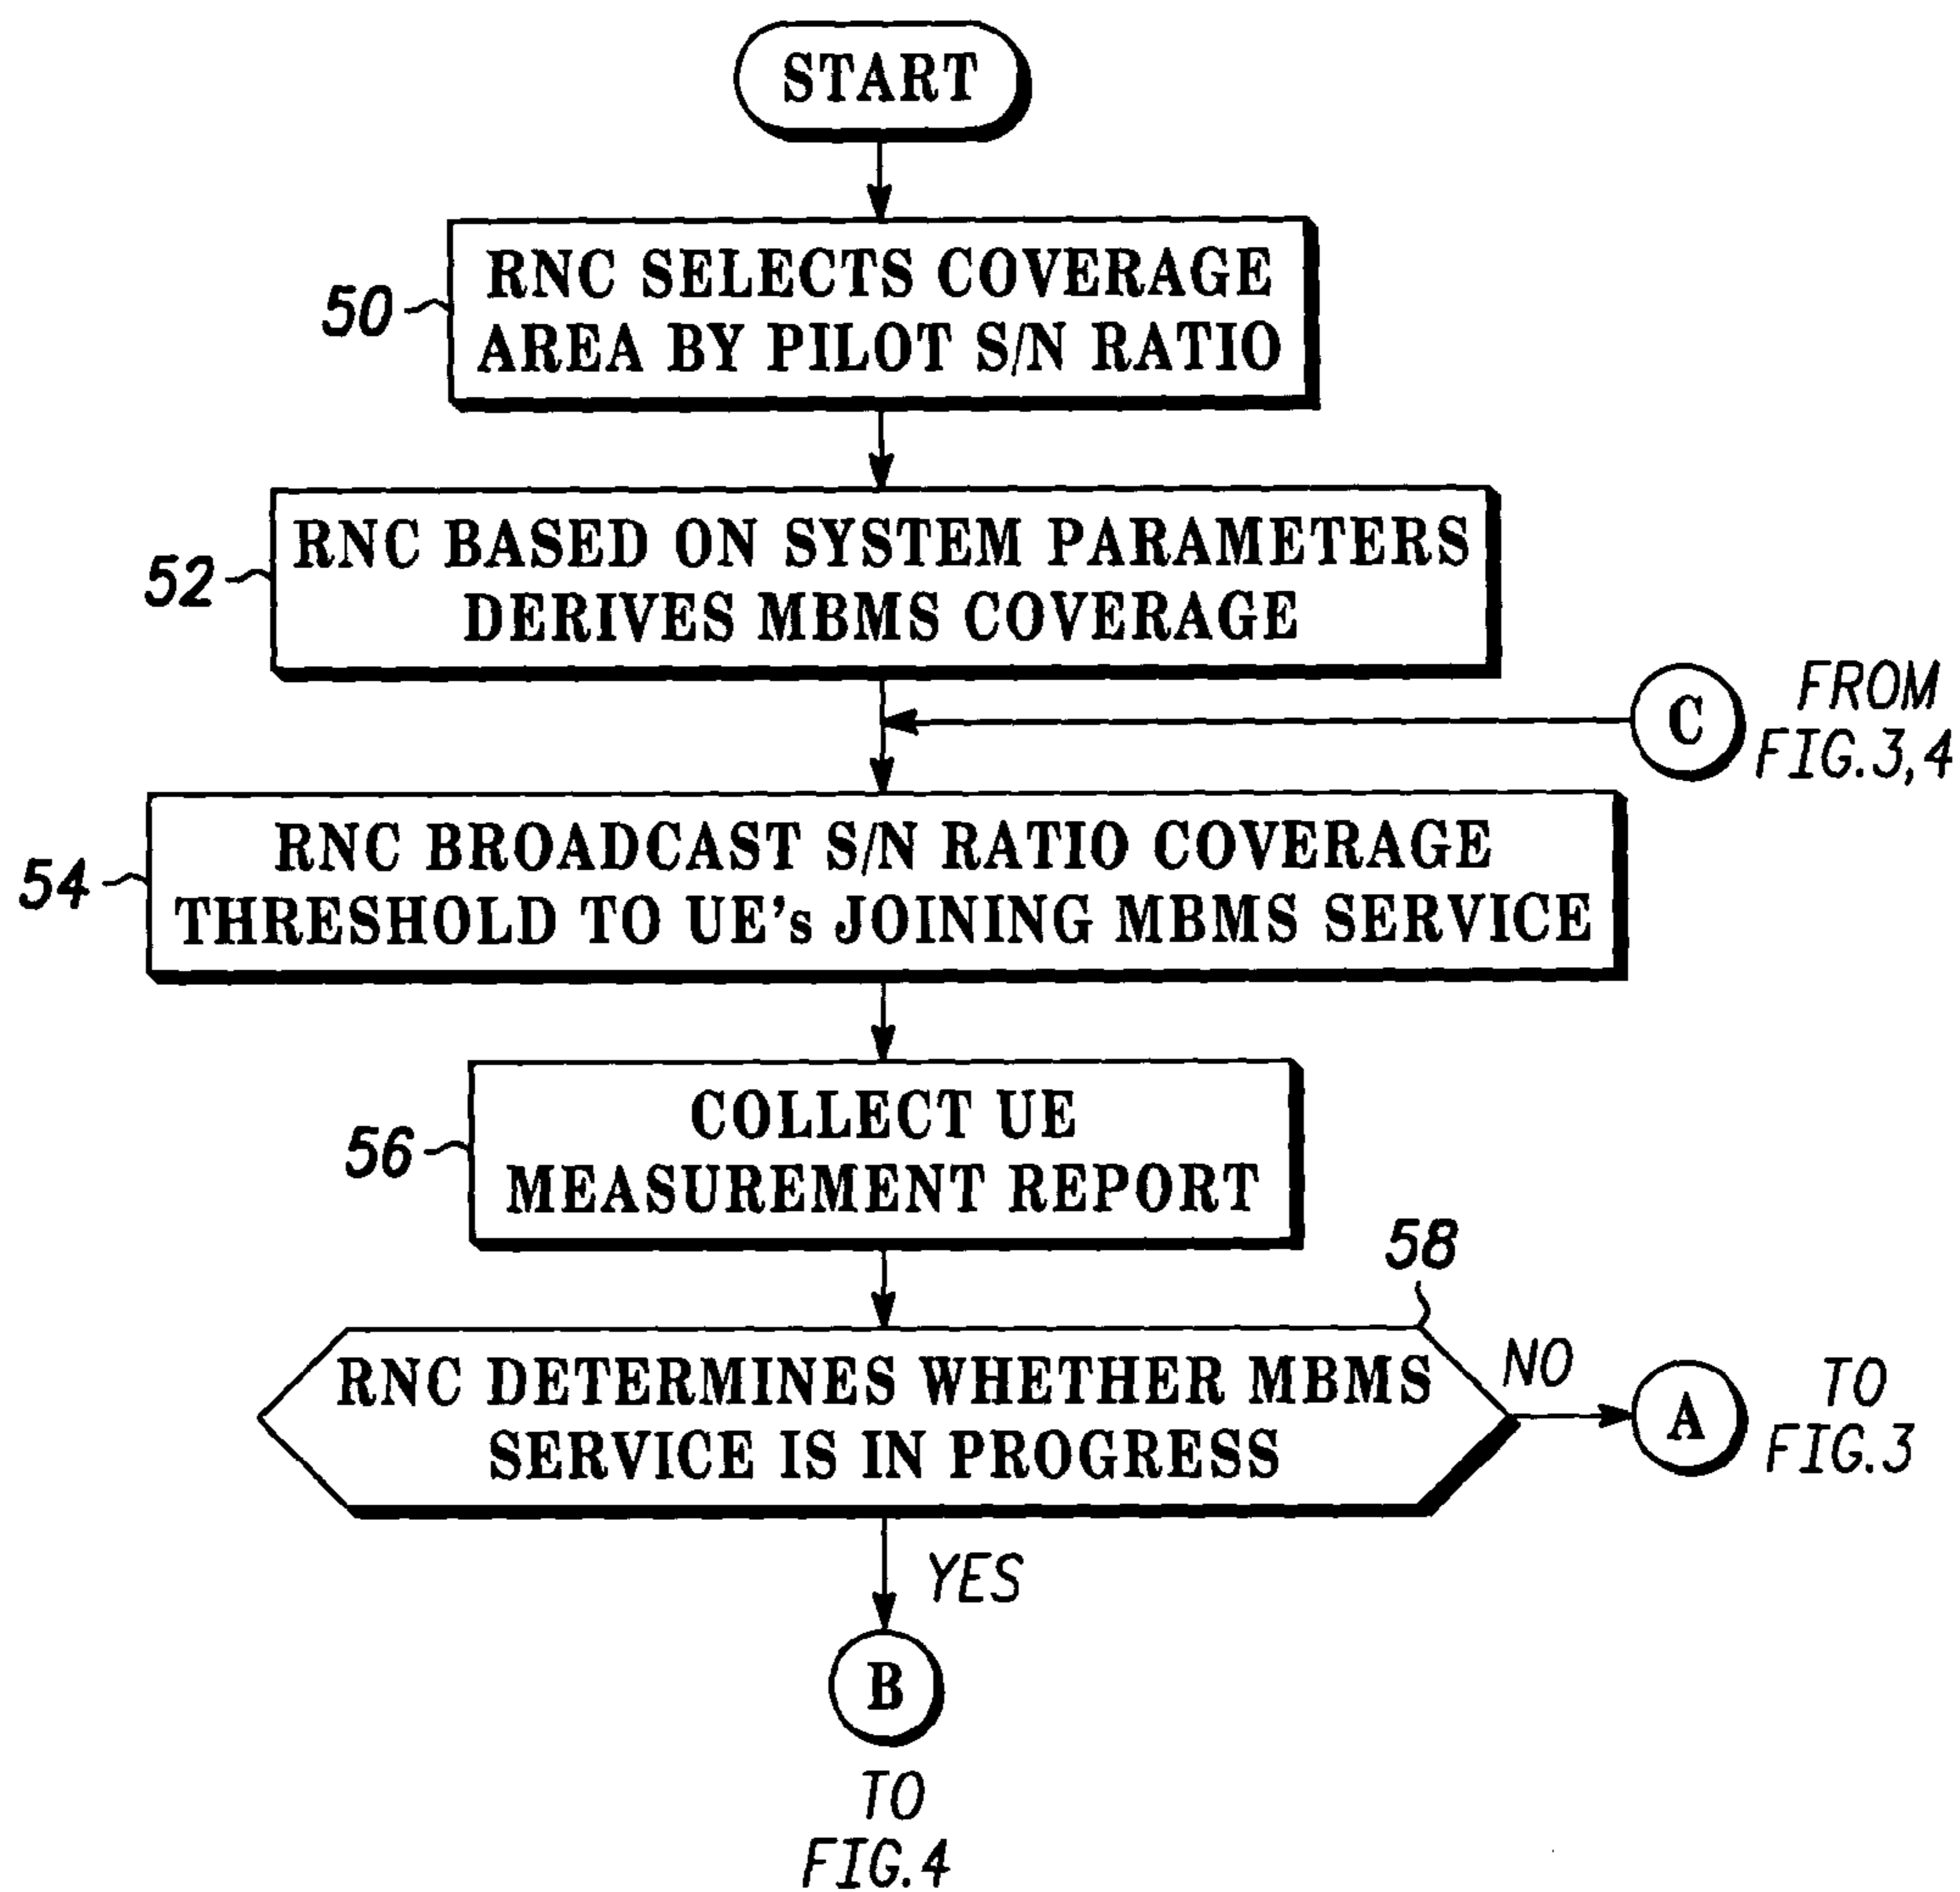 START
50
RNC SELECTS COVERAGE
AREA BY PILOT S/N RATIO
52
RNC BASED ON SYSTEM PARAMETERS
DERIVES MBMS COVERAGE
C
FROM
FIG.3,4
54
RNC BROADCAST S/N RATIO COVERAGE
THRESHOLD TO UE's JOINING MBMS SERVICE
56
COLLECT UE
MEASUREMENT REPORT
58
RNC DETERMINES WHETHER MBMS
SERVICE IS IN PROGRESS
NO
A
TO
FIG.3
YES
B
TO
FIG.4